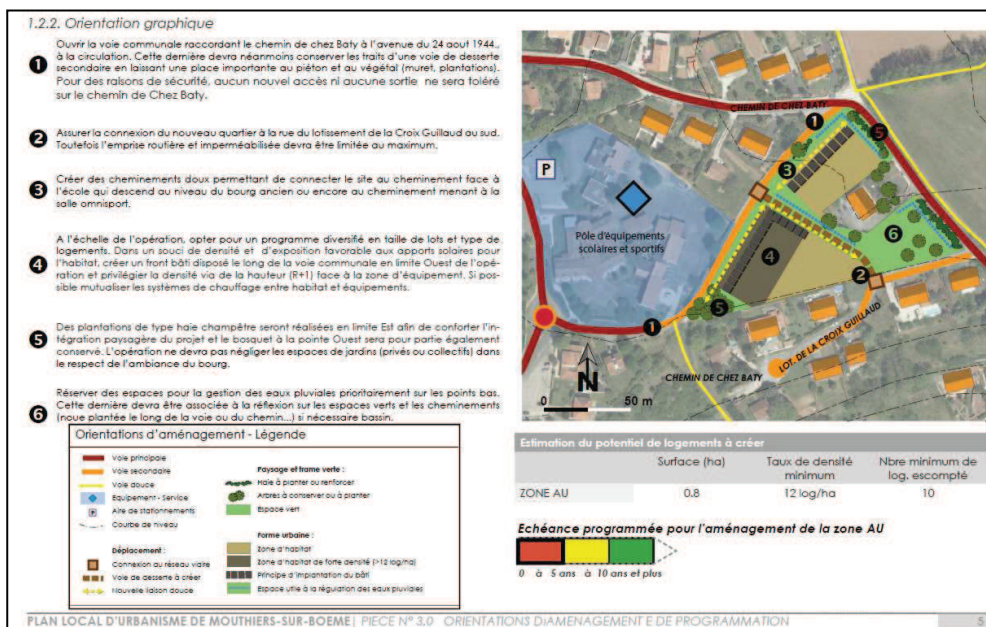 1.2.2. Orientation graphique
1
Ouvrir la voie communale raccordant le chemin de chez Baty à l'avenue du 24 aout 1944.,
à la circulation. Cette dernière devra néanmoins conserver les traits d'une voie de desserte
secondaire en laissant une place importante au piéton et au végétal (muret, plantations).
Pour des raisons de sécurité, aucun nouvel accès ni aucune sortie ne sera toléré
sur le chemin de Chez Baty.
2
Assurer la connexion du nouveau quartier à la rue du lotissement de la Croix Guillaud au sud.
Toutefois l'emprise routière et imperméabilisée devra être limitée au maximum.
3
Créer des cheminements doux permettant de connecter le site au cheminement face à
l'école qui descend au niveau du bourg ancien ou encore au cheminement menant à la
salle omnisport.
4
A l'échelle de l'opération, opter pour un programme diversifié en taille de lots et type de
logements. Dans un souci de densité et d'exposition favorable aux apports solaires pour
l'habitat, créer un front bâti disposé le long de la voie communale en limite Ouest de l'opé-
ration et privilégier la densité via de la hauteur (R+1) face à la zone d'équipement. Si pos-
sible mutualiser les systèmes de chauffage entre habitat et équipements.
5
Des plantations de type haie champêtre seront réalisées en limite Est afin de conforter l'in-
tégration paysagère du projet et le bosquet à la pointe Ouest sera pour partie également
conservé. L'opération ne devra pas négliger les espaces de jardins (privés ou collectifs) dans
le respect de l'ambiance du bourg.
6
Réserver des espaces pour la gestion des eaux pluviales prioritairement sur les points bas.
Cette dernière devra être associée à la réflexion sur les espaces verts et les cheminements
(noue plantée le long de la voie ou du chemin...) si nécessaire bassin.
Orientations d'aménagement - Légende
Voie principale
Voie secondaire
Voie douce
Equipement - Service
P
Aire de stationnements
Courbe de niveau
Déplacement :
Connexion au réseau viaire
Voie de desserte à créer
Nouvelle liaison douce
Paysage et trame verte :
Haie à planter ou renforcer
Arbres à conserver ou à planter
Espace vert
Forme urbaine :
Zone d'habitat
Zone d'habitat de forte densité (>12 log/ha)
Principe d'implantation du bâti
Espace utile à la régulation des eaux pluviales
CHEMIN DE CHEZ BATY
1
5
3
P
Pôle d'équipements
scolaires et sportifs
6
4
2
5
1
LOT. DE LA CROIX GUILLAUD
CHEMIN DE CHEZ BATY
N
0 50 m
Estimation du potentiel de logements à créer
Surface (ha) Taux de densité minimum Nbre minimum de log. escompté
ZONE AU 0.8 12 log/ha 10
Echéance programmée pour l'aménagement de la zone AU
0 à 5 ans à 10 ans et plus
PLAN LOCAL D'URBANISME DE MOUTHIERS-SUR-BOEME| PIECE N° 3.0 ORIENTATIONS D'AMENAGEMENT E DE PROGRAMMATION 5